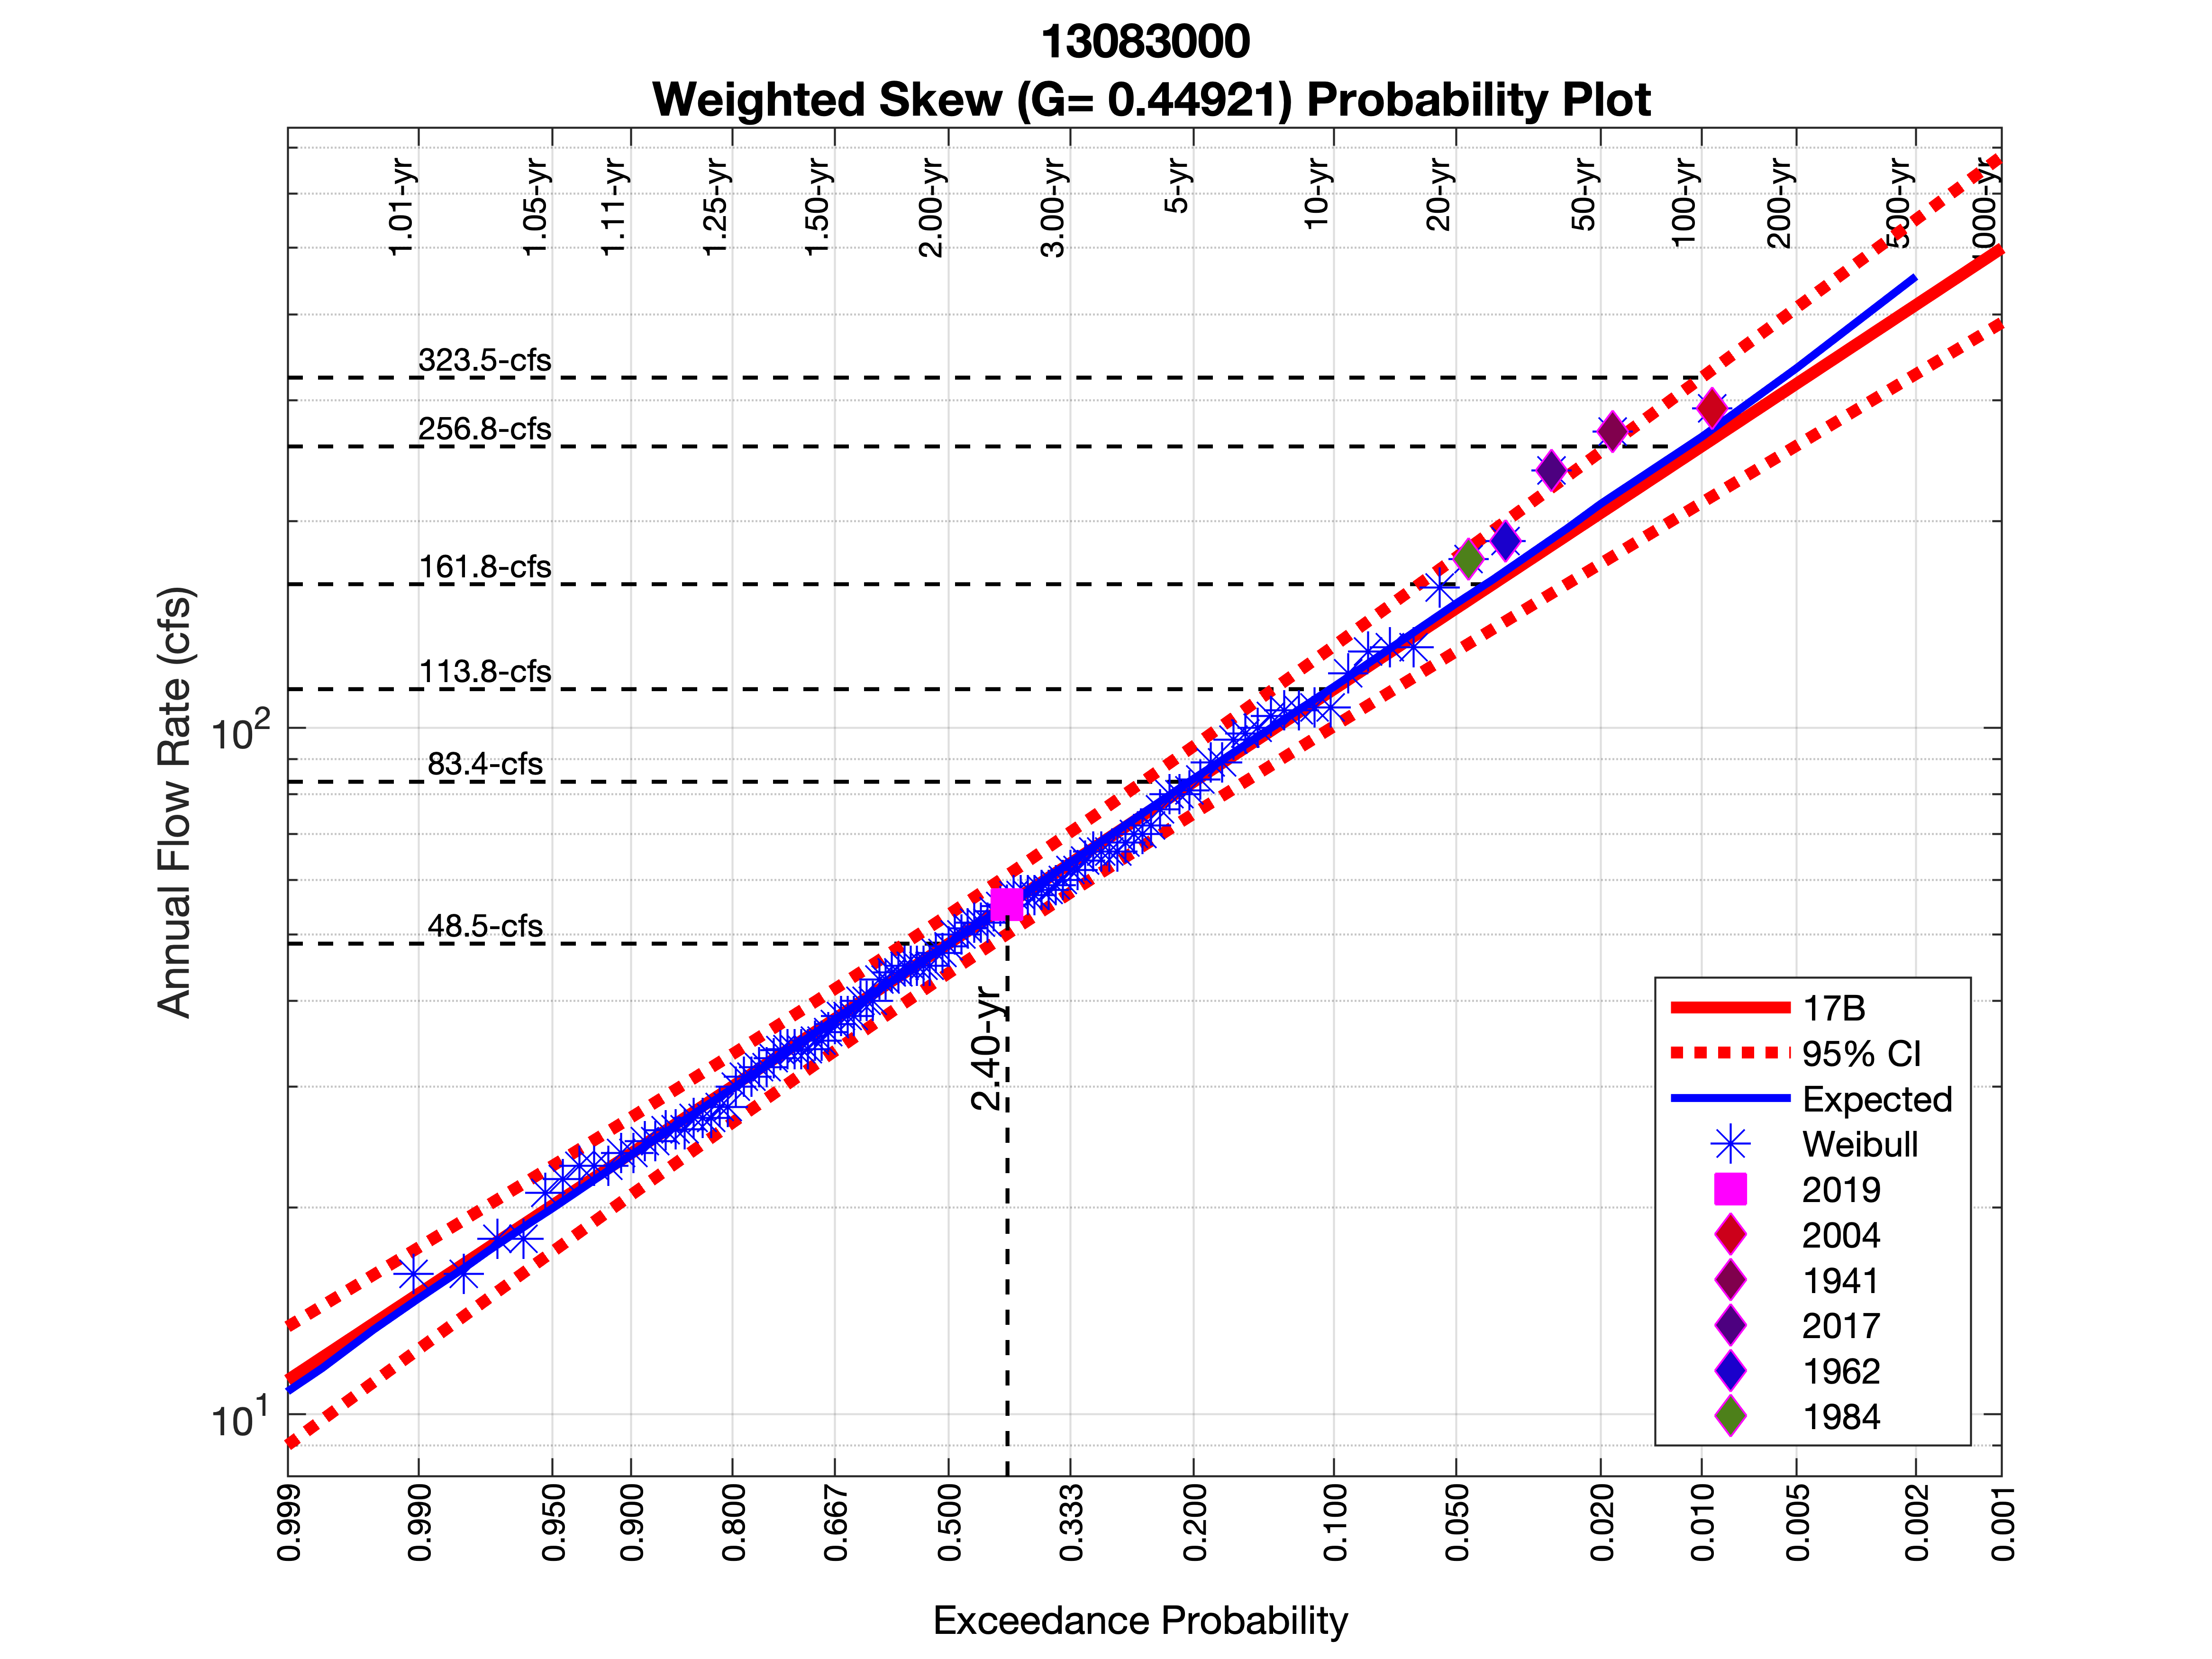 13083000
Weighted Skew (G= 0.44921) Probability Plot
1.01-yr
1.05-yr
1.11-yr
1.25-yr
1.50-yr
2.00-yr
3.00-yr
5-yr
10-yr
20-yr
50-yr
100-yr
200-yr
500-yr
000-yr
323.5-cfs
256.8-cfs
161.8-cfs
113.8-cfs
83.4-cfs
48.5-cfs
2.40-yr
Annual Flow Rate (cfs)
10²
10¹
17B
95% CI
Expected
Weibull
2019
2004
1941
2017
1962
1984
0.999
0.990
0.950
0.900
0.800
0.667
0.500
0.333
0.200
0.100
0.050
0.020
0.010
0.005
0.002
0.001
Exceedance Probability